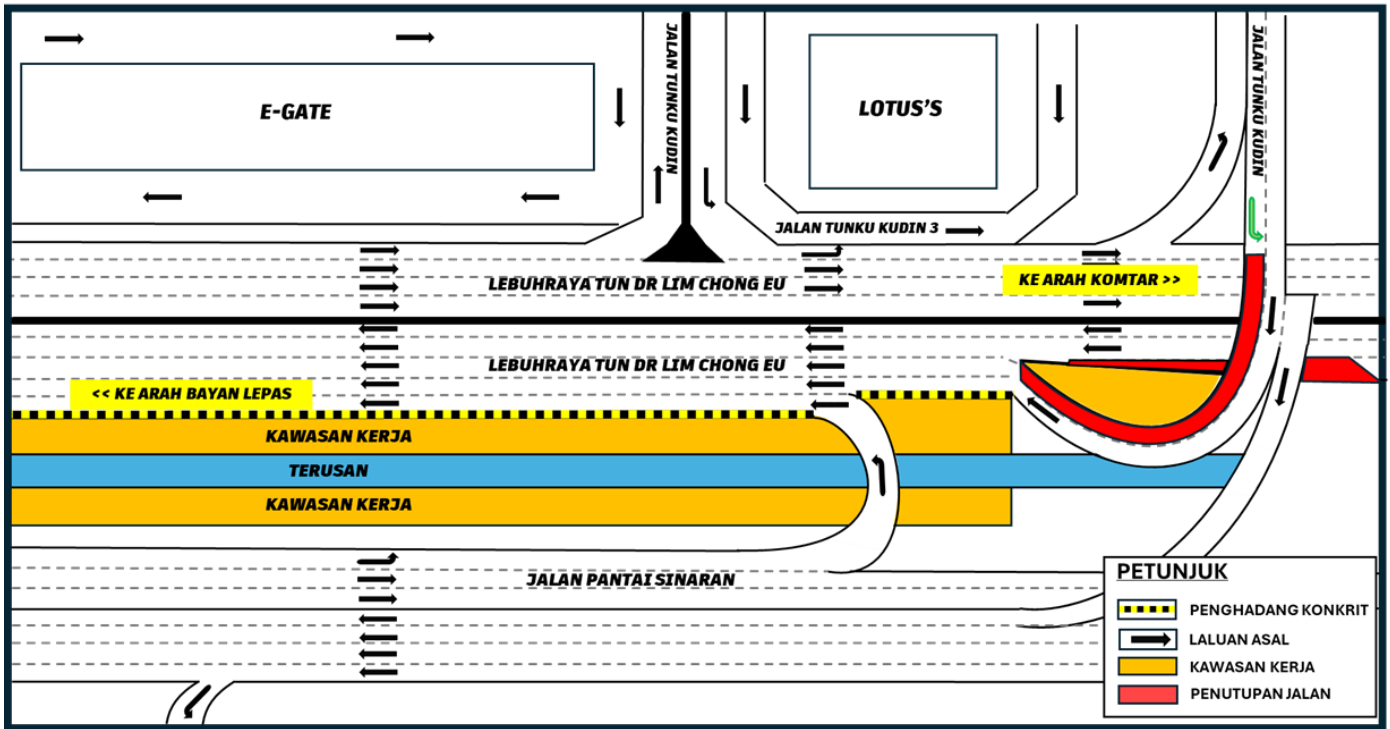 JALAN TUNKU KUDIN
JALAN TUNKU KUDIN
E-GATE
LOTUS'S
JALAN TUNKU KUDIN 3
LEBUHRAYA TUN DR LIM CHONG EU
KE ARAH KOMTAR >>
LEBUHRAYA TUN DR LIM CHONG EU
<< KE ARAH BAYAN LEPAS
KAWASAN KERJA
TERUSAN
KAWASAN KERJA
JALAN PANTAI SINARAN
PETUNJUK
PENGHADANG KONKRIT
LALUAN ASAL
KAWASAN KERJA
PENUTUPAN JALAN